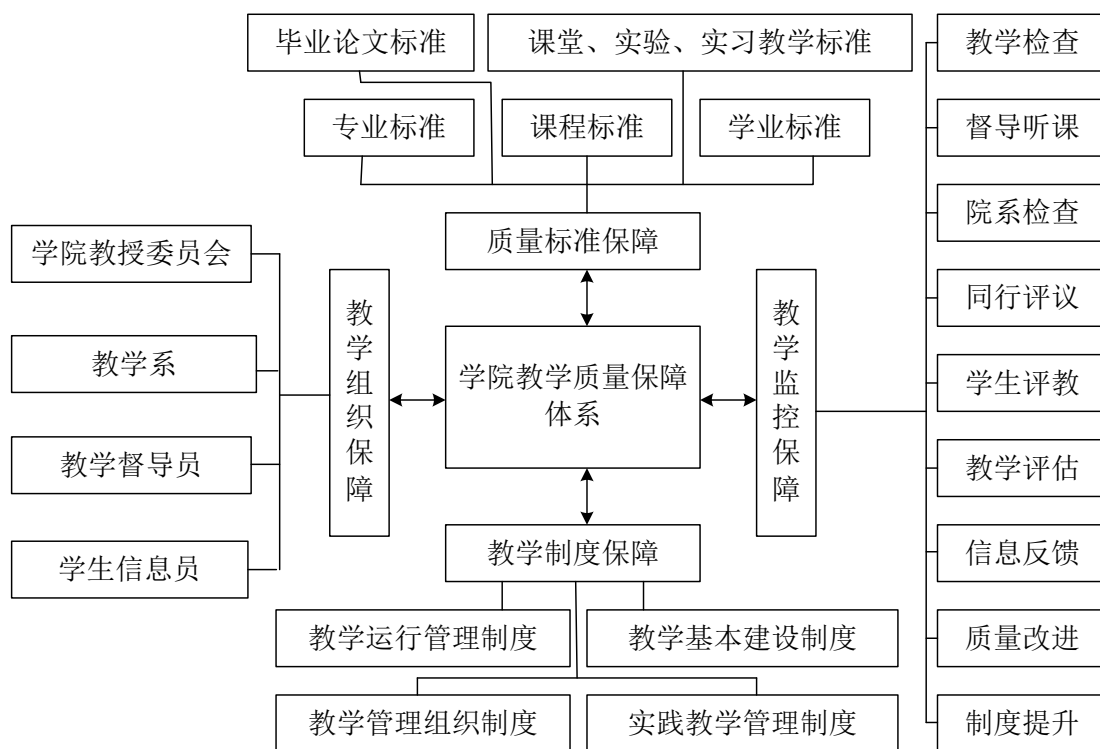 毕业论文标准
课堂、实验、实习教学标准
专业标准
课程标准
学业标准
质量标准保障
学院教授委员会
教学系
教学督导员
学生信息员
教学组织保障
学院教学质量保障
体系
教学监控保障
教学制度保障
教学运行管理制度
教学基本建设制度
教学管理组织制度
实践教学管理制度
教学检查
督导听课
院系检查
同行评议
学生评教
教学评估
信息反馈
质量改进
制度提升